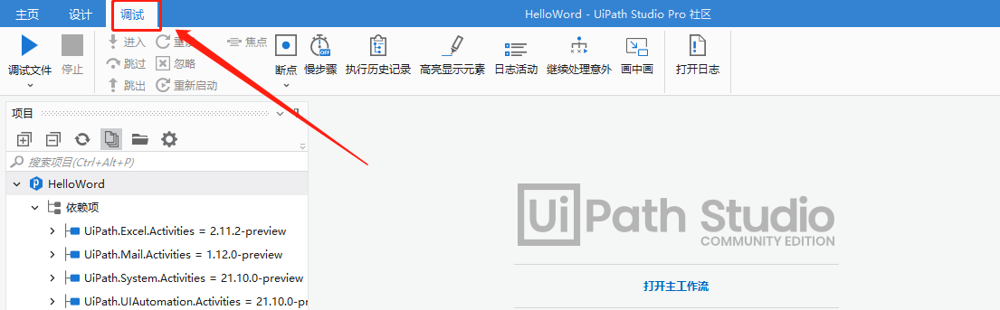 主页 设计 调试 HelloWord - UiPath Studio Pro 社区
进入 焦点
跳过 忽略
跳出 重新启动
调试文件 停止 断点 慢步骤 执行历史记录 高亮显示元素 日志活动 继续处理意外 画中画 打开日志
OFF
项目
搜索项目(Ctrl+Alt+P)
HelloWord
依赖项
UiPath.Excel.Activities = 2.11.2-preview
UiPath.Mail.Activities = 1.12.0-preview
UiPath.System.Activities = 21.10.0-preview
UiPath.UIAutomation.Activities = 21.10.0-pr
UiPath Studio
COMMUNITY EDITION
打开主工作流